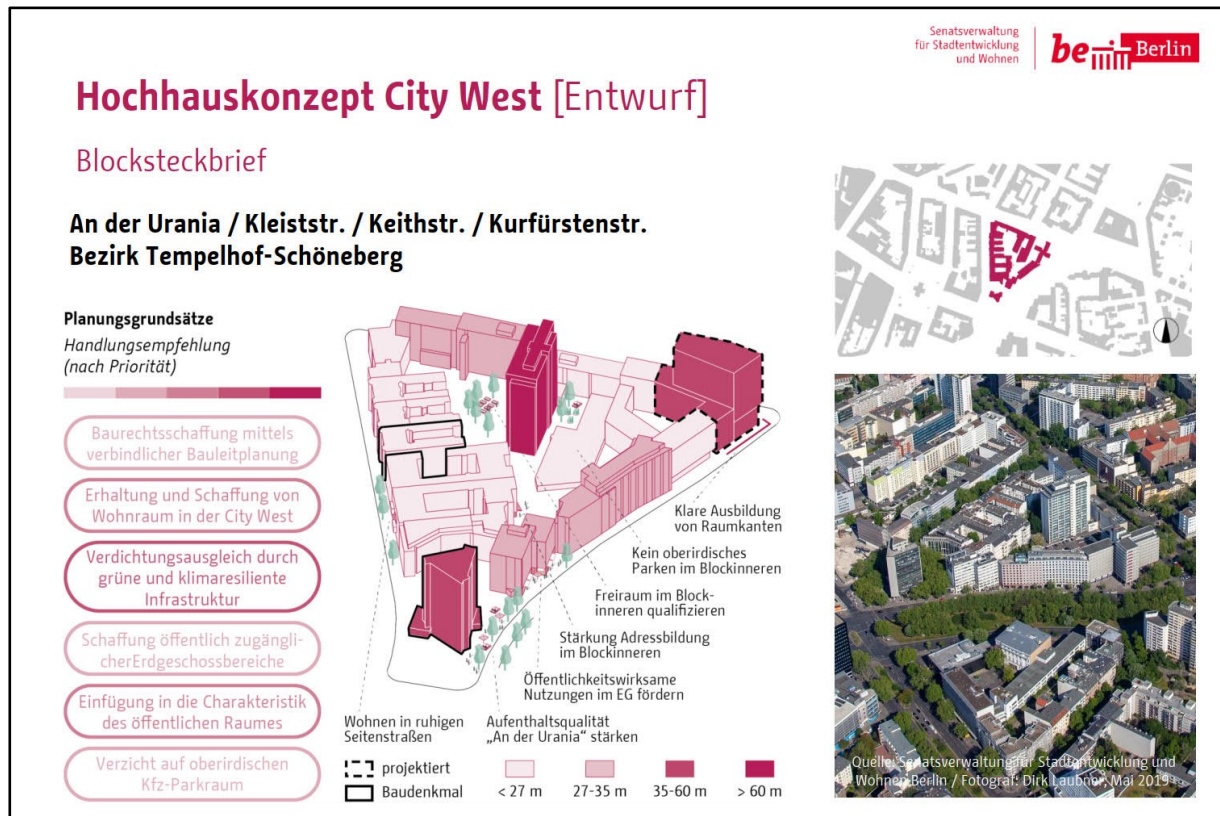 Senatsverwaltung
für Stadtentwicklung
und Wohnen
be Berlin
Hochhauskonzept City West [Entwurf]
Blocksteckbrief
An der Urania / Kleiststr. / Keithstr. / Kurfürstenstr.
Bezirk Tempelhof-Schöneberg
Planungsgrundsätze
Handlungsempfehlung
(nach Priorität)
Baurechtsschaffung mittels
verbindlicher Bauleitplanung
Erhaltung und Schaffung von
Wohnraum in der City West
Verdichtungsausgleich durch
grüne und klimaresiliente
Infrastruktur
Schaffung öffentlich zugängli-
cherErdgeschossbereiche
Einfügung in die Charakteristik
des öffentlichen Raumes
Verzicht auf oberirdischen
Kfz-Parkraum
Klare Ausbildung
von Raumkanten
Kein oberirdisches
Parken im Blockinneren
Freiraum im Block-
inneren qualifizieren
Stärkung Adressbildung
im Blockinneren
Öffentlichkeitswirksame
Nutzungen im EG fördern
Wohnen in ruhigen
Seitenstraßen
Aufenthaltsqualität
„An der Urania“ stärken
projektiert
Baudenkmal
< 27 m
27-35 m
35-60 m
> 60 m
Quelle: Senatsverwaltung für Stadtentwicklung und
Wohnen Berlin / Fotograf: Dirk Laubner, Mai 2019